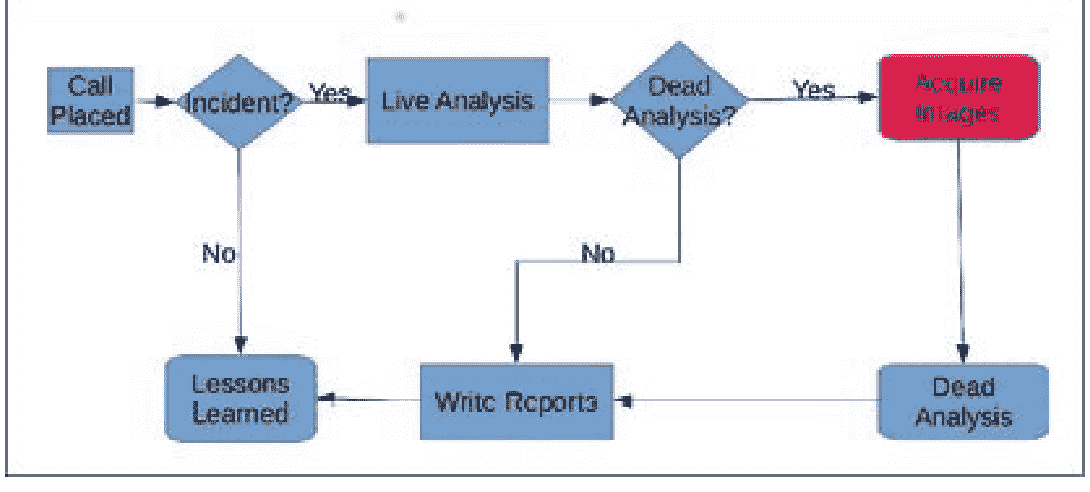 Call
Placed
Incident?
Yes
Live Analysis
Dead
Analysis?
Yes
Acquire
Images
No
No
Lessons
Learned
Write Reports
Dead
Analysis